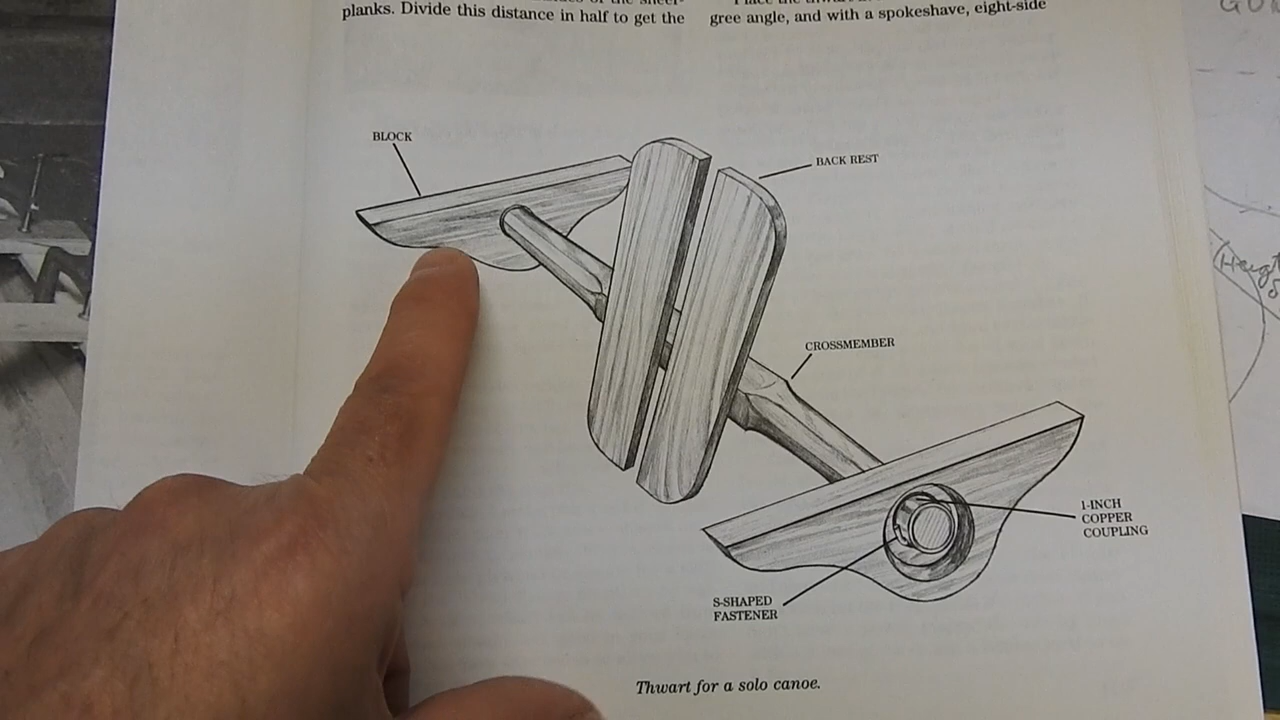 planks. Divide this distance in half to get the
gree angle, and with a spokeshave, eight-side
BLOCK
BACK REST
CROSSMEMBER
1-INCH
COPPER
COUPLING
S-SHAPED
FASTENER
Thwart for a solo canoe.